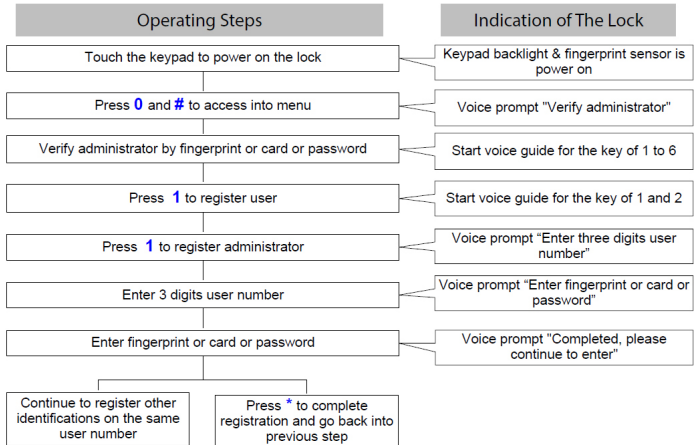 Operating Steps
Indication of The Lock
Touch the keypad to power on the lock
Keypad backlight & fingerprint sensor is
power on
Press 0 and # to access into menu
Voice prompt "Verify administrator"
Verify administrator by fingerprint or card or password
Start voice guide for the key of 1 to 6
Press 1 to register user
Start voice guide for the key of 1 and 2
Press 1 to register administrator
Voice prompt “Enter three digits user
number”
Enter 3 digits user number
Voice prompt “Enter fingerprint or card or
password”
Enter fingerprint or card or password
Voice prompt "Completed, please
continue to enter”
Continue to register other
identifications on the same
user number
Press * to complete
registration and go back into
previous step